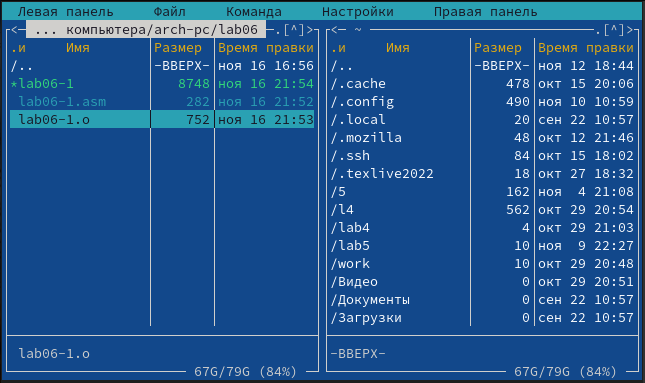 Левая панель Файл Команда Настройки Правая панель
<─ ... компьютера/arch-pc/lab06 ─.[^]>
.и Имя Размер Время правки
/.. -ВВЕРХ- ноя 16 16:56
*lab06-1 8748 ноя 16 21:54
lab06-1.asm 282 ноя 16 21:52
lab06-1.o 752 ноя 16 21:53
lab06-1.o
67G/79G (84%)
<─ ~ .[^]>
.и Имя Размер Время правки
/.. -ВВЕРХ- ноя 12 18:44
/.cache 478 окт 15 20:06
/.config 490 ноя 10 10:59
/.local 20 сен 22 10:57
/.mozilla 48 окт 12 21:46
/.ssh 84 окт 15 18:02
/.texlive2022 18 окт 27 18:32
/5 162 ноя 4 21:08
/l4 562 окт 29 20:54
/lab4 4 окт 29 21:03
/lab5 10 ноя 9 22:27
/work 10 окт 29 20:48
/Видео 0 окт 29 20:51
/Документы 0 сен 22 10:57
/Загрузки 0 сен 22 10:57
-ВВЕРХ-
67G/79G (84%)